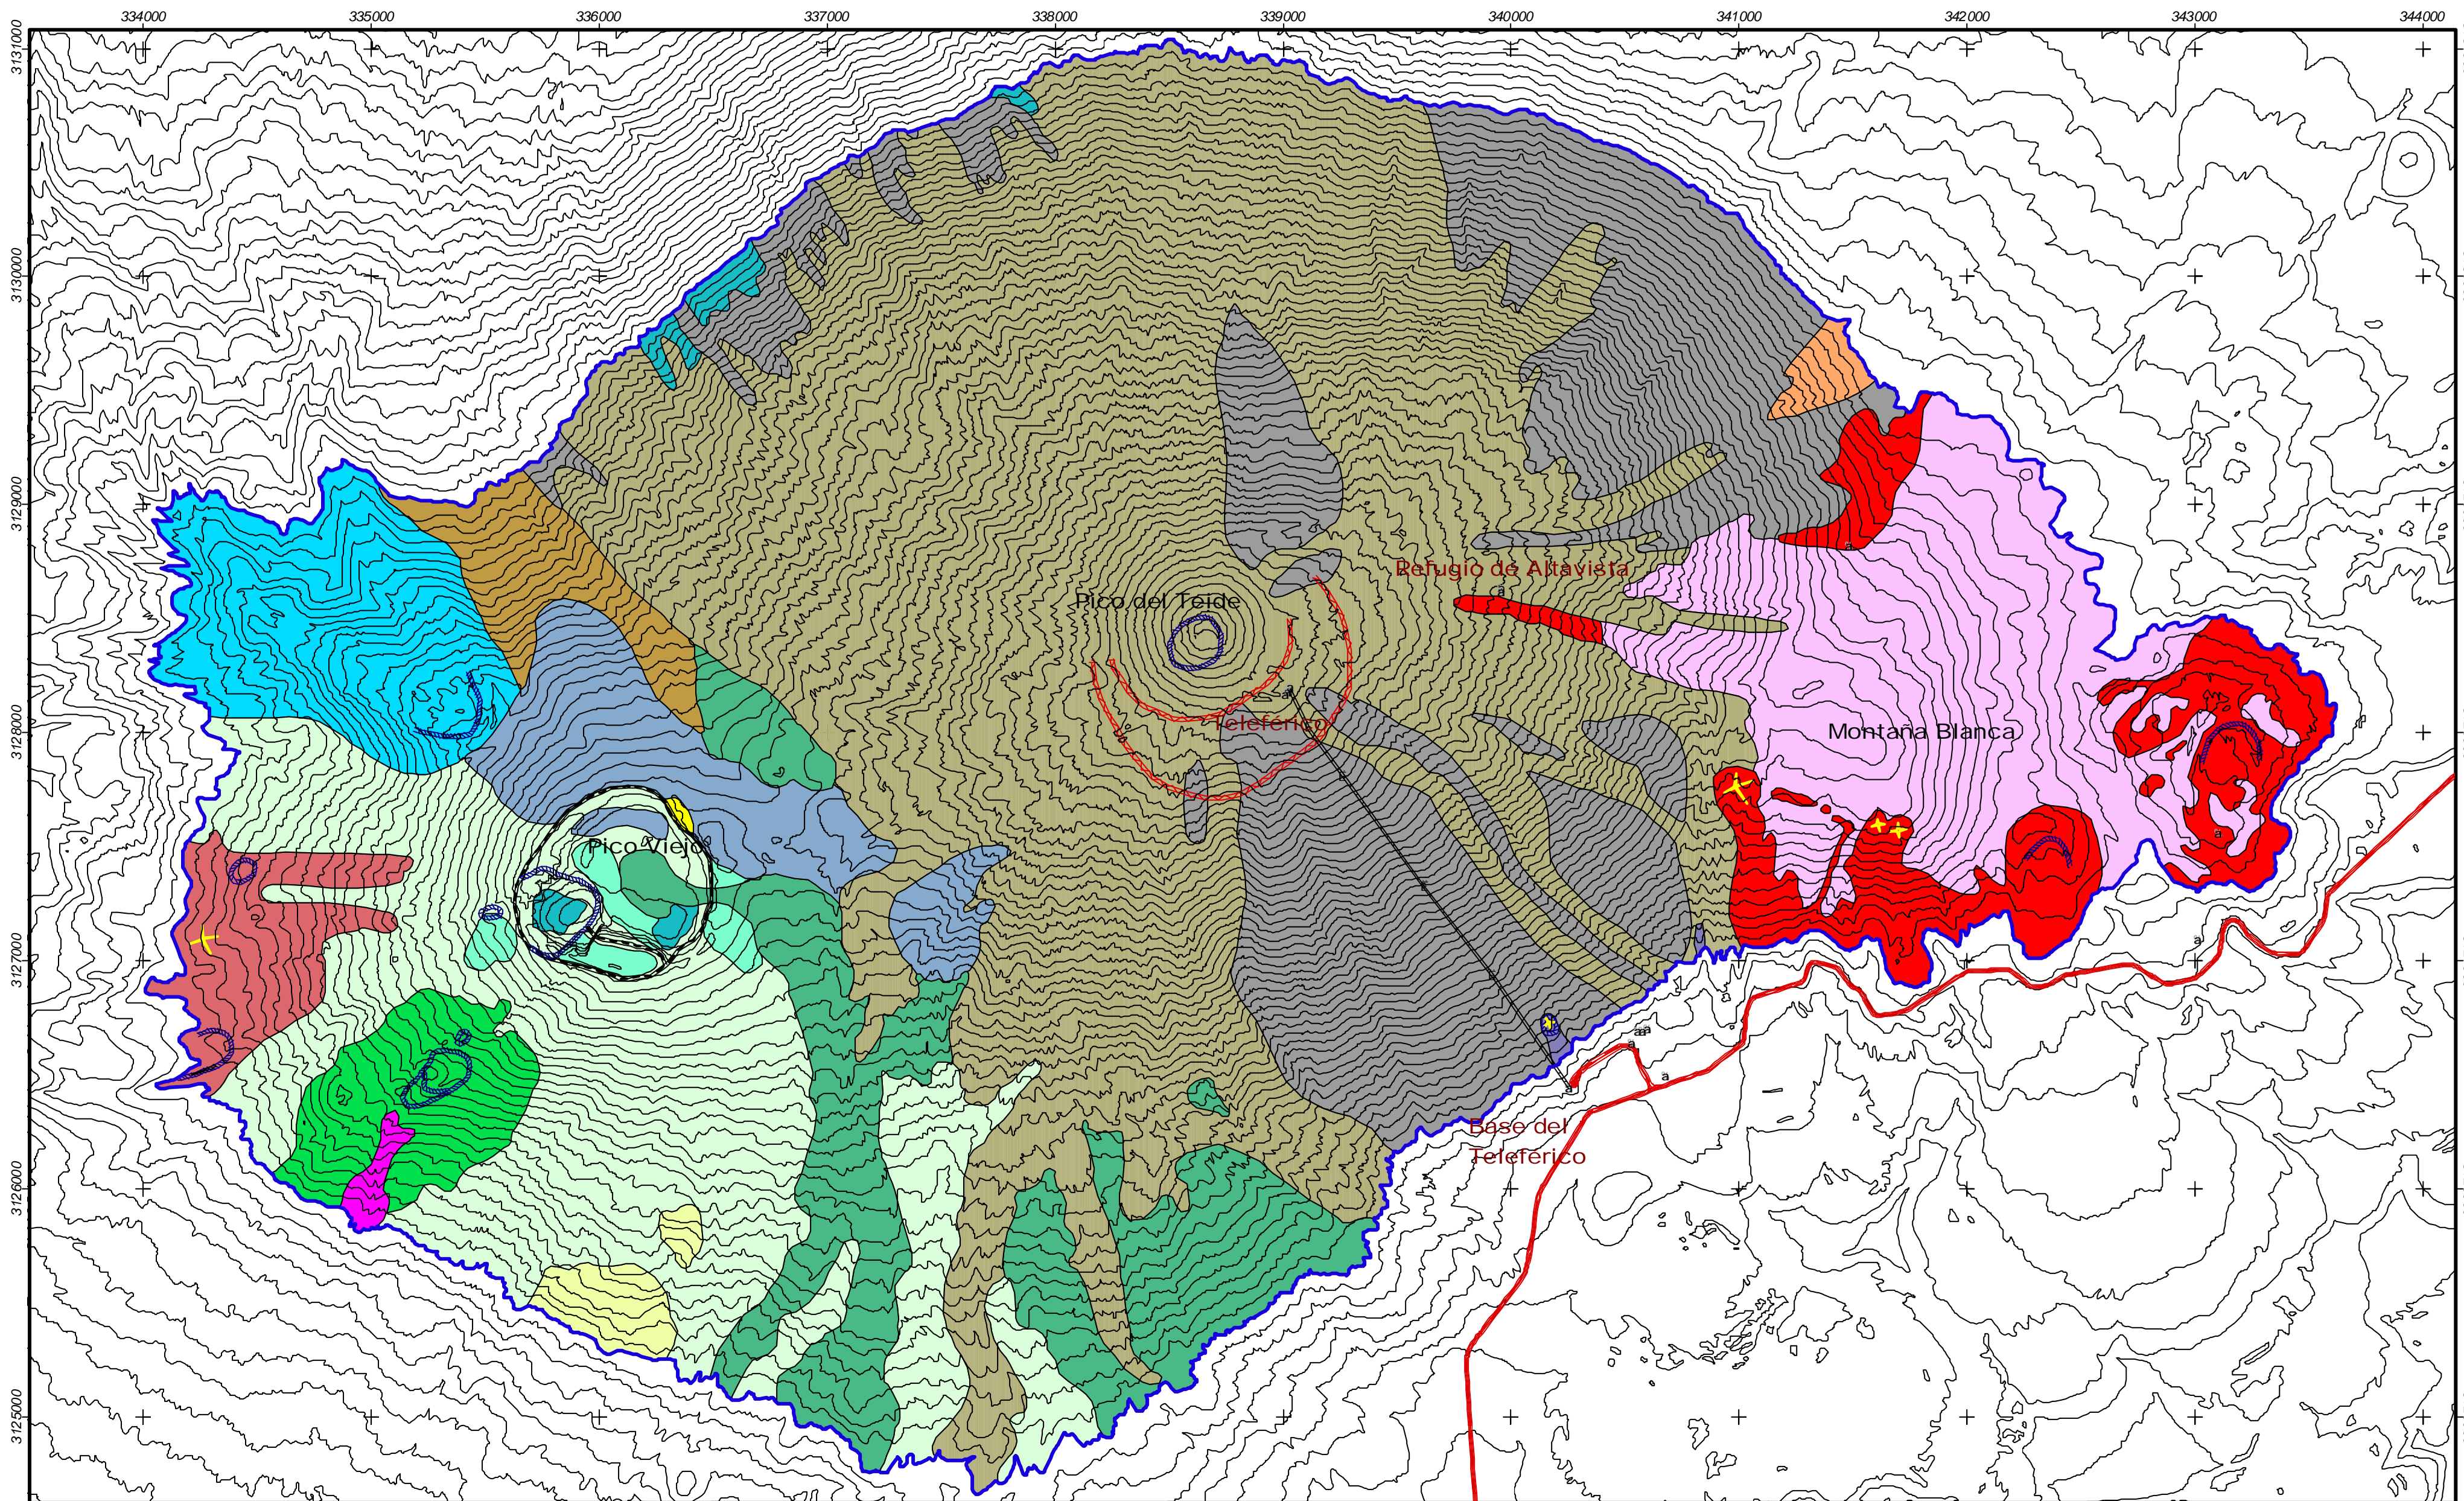 334000 335000 336000 337000 338000 339000 340000 341000 342000 343000 344000
3131000
3130000
3129000
3128000
3127000
3126000
3125000
Refugio de Altavista
Pico del Teide
Teleférico
Montaña Blanca
Pico Viejo
Base del
Teleférico